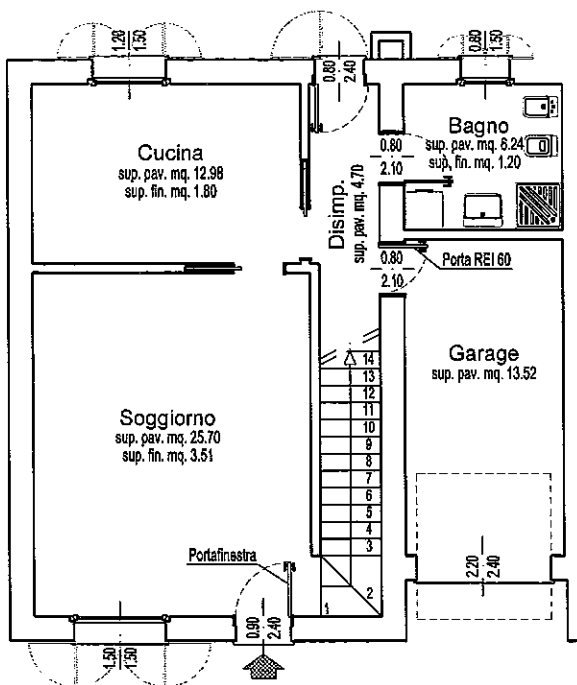 1.20
1.50
0.80
2.40
0.80
1.50
Cucina
sup. pav. mq. 12.98
sup. fin. mq. 1.80
Disimp.
sup. pav. mq. 4.70
0.80
2.10
Bagno
sup. pav. mq. 6.24
sup. fin. mq. 1.20
0.80
2.10
Porta REI 60
Garage
sup. pav. mq. 13.52
Soggiorno
sup. pav. mq. 25.70
sup. fin. mq. 3.51
14
13
12
11
10
9
8
7
6
5
4
3
2
1
Portafinestra
2.20
2.40
1.50
1.50
0.90
2.40